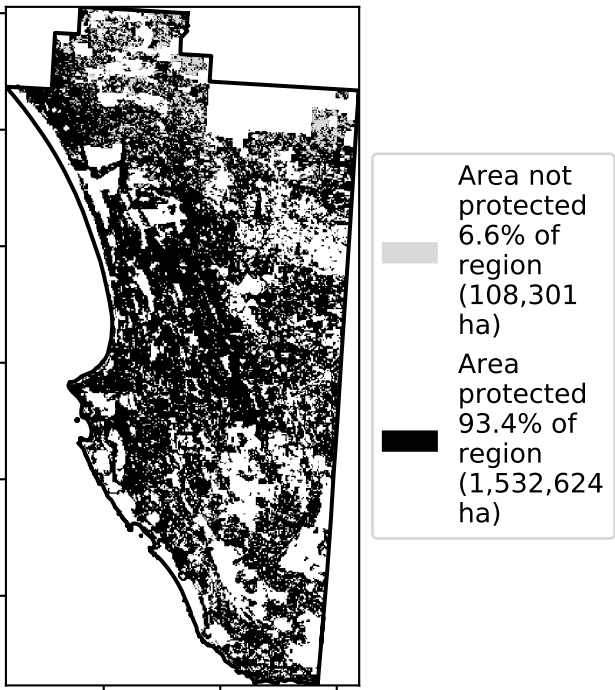 Area not
protected
6.6% of
region
(108,301
ha)
Area
protected
93.4% of
region
(1,532,624
ha)